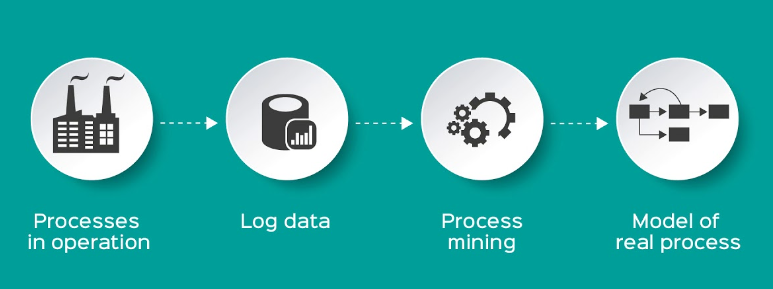 Processes
in operation
Log data
Process
mining
Model of
real process